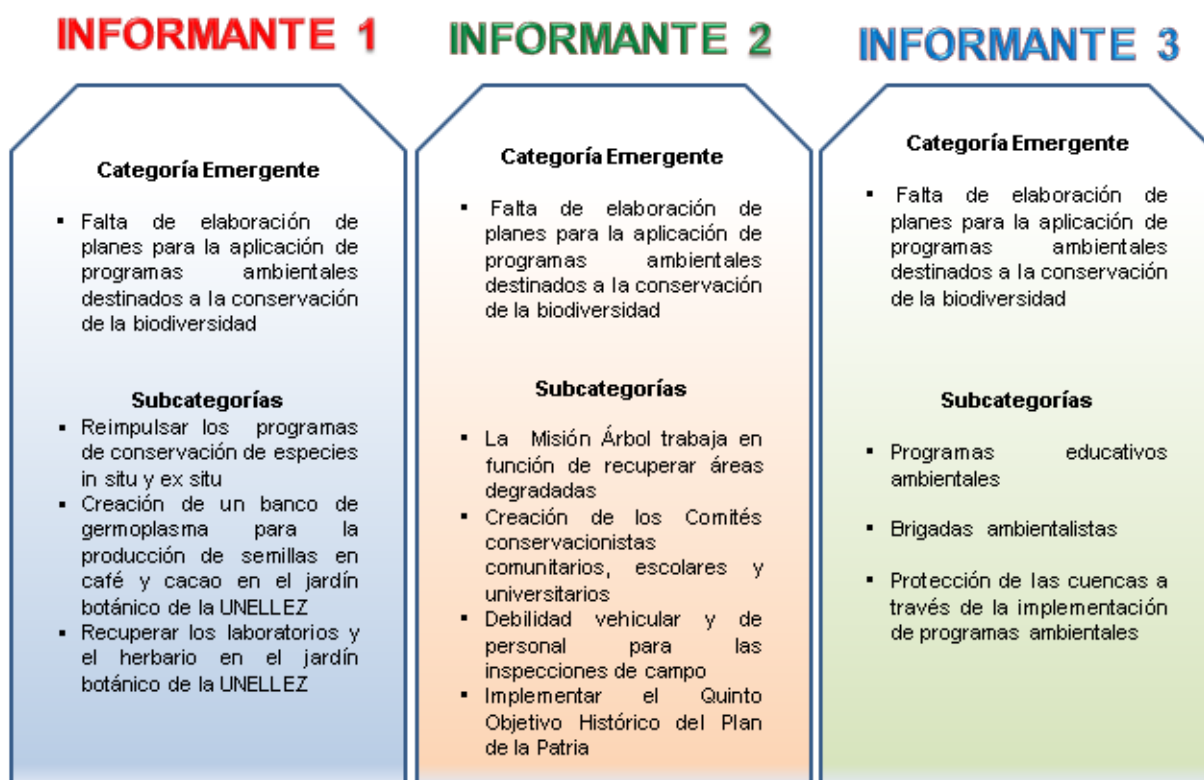 INFORMANTE 1
Categoría Emergente
▪ Falta de elaboración de
planes para la aplicación de
programas ambientales
destinados a la conservación
de la biodiversidad
Subcategorías
▪ Reimpulsar los programas
de conservación de especies
in situ y ex situ
▪ Creación de un banco de
germoplasma para la
producción de semillas en
café y cacao en el jardín
botánico de la UNELLEZ
▪ Recuperar los laboratorios y
el herbario en el jardín
botánico de la UNELLEZ
INFORMANTE 2
Categoría Emergente
▪ Falta de elaboración de
planes para la aplicación de
programas ambientales
destinados a la conservación
de la biodiversidad
Subcategorías
▪ La Misión Árbol trabaja en
función de recuperar áreas
degradadas
▪ Creación de los Comités
conservacionistas
comunitarios, escolares y
universitarios
▪ Debilidad vehicular y de
personal para las
inspecciones de campo
▪ Implementar el Quinto
Objetivo Histórico del Plan
de la Patria
INFORMANTE 3
Categoría Emergente
▪ Falta de elaboración de
planes para la aplicación de
programas ambientales
destinados a la conservación
de la biodiversidad
Subcategorías
▪ Programas educativos
ambientales
▪ Brigadas ambientalistas
▪ Protección de las cuencas a
través de la implementación
de programas ambientales